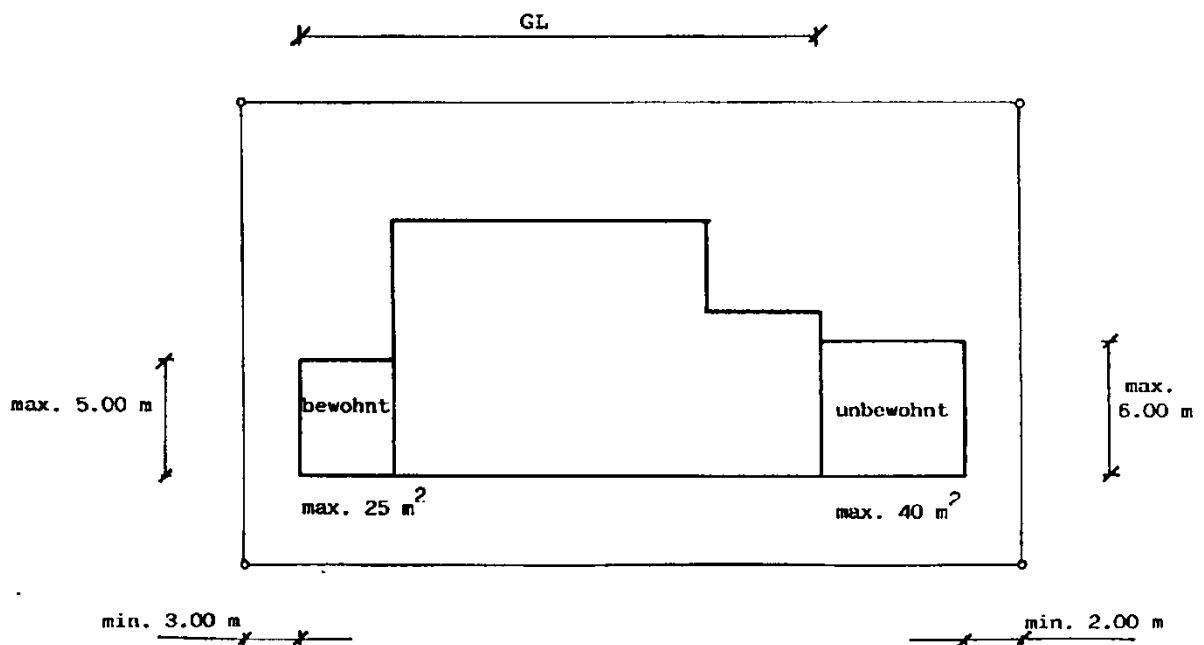 GL
max. 5.00 m
bewohnt
unbewohnt
max.
6.00 m
max. 25 m²
max. 40 m²
min. 3.00 m
min. 2.00 m